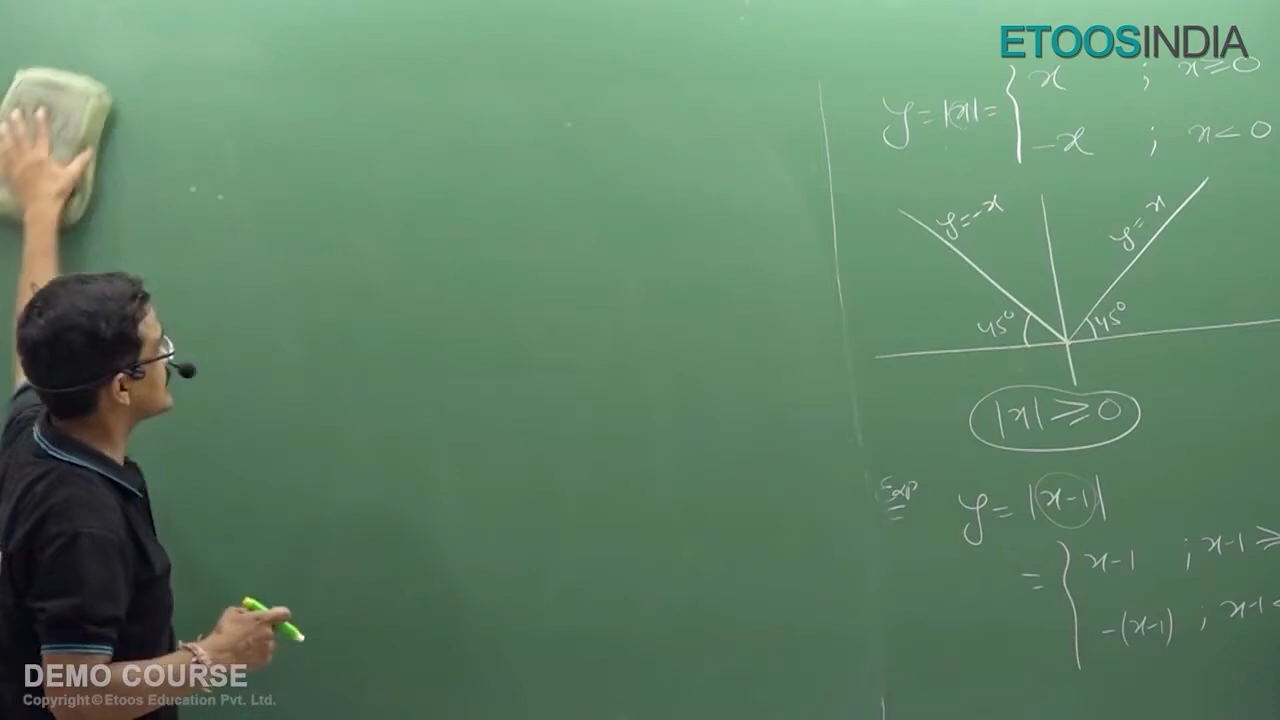 ETOOSINDIA
y = |x| = { x ; x ≥ 0
-x ; x < 0
y = -x
y = x
45°
45°
|x| ≥ 0
Exp
y = |x-1|
= { x-1 ; x-1 ≥
-(x-1) ; x-1 <
DEMO COURSE
Copyright © Etoos Education Pvt. Ltd.